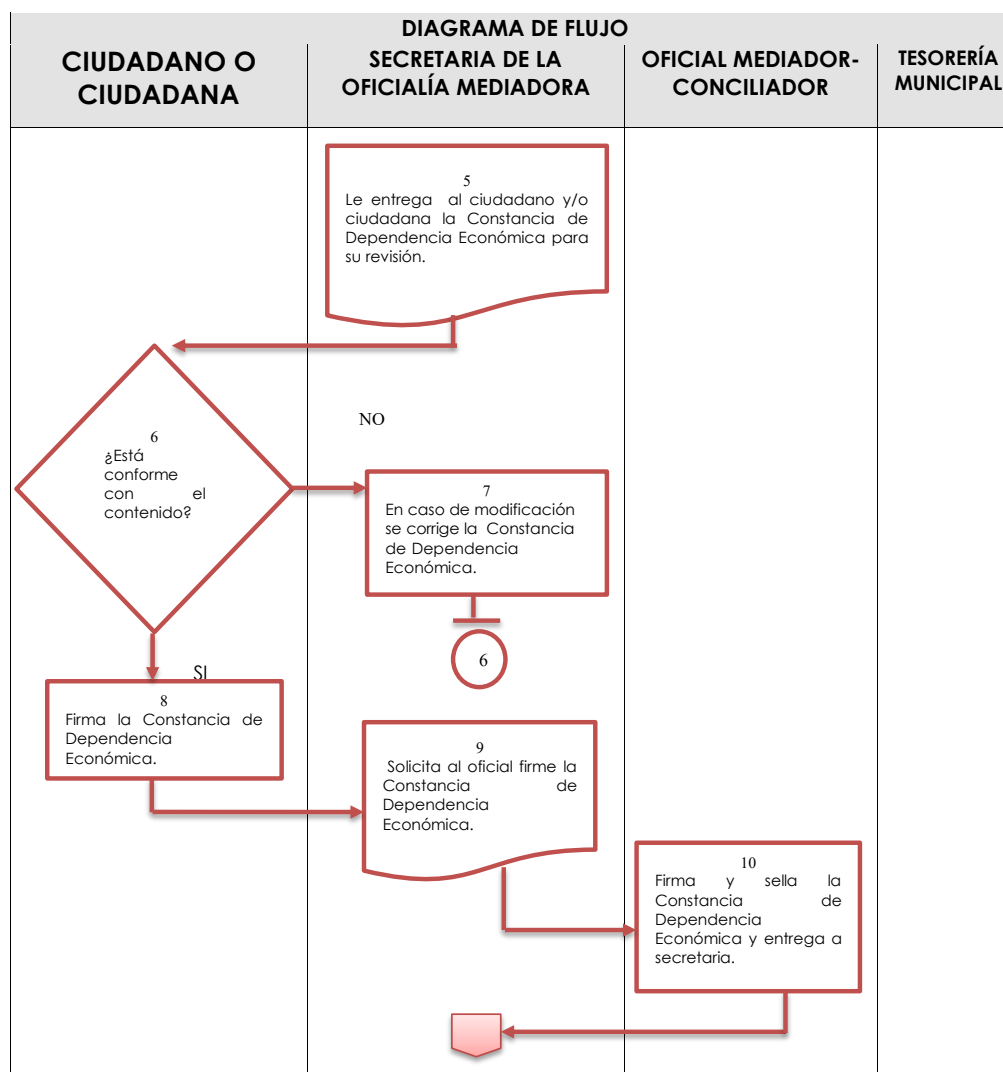 DIAGRAMA DE FLUJO
CIUDADANO O
CIUDADANA
SECRETARIA DE LA
OFICIALÍA MEDIADORA
OFICIAL MEDIADOR-
CONCILIADOR
TESORERÍA
MUNICIPAL
5
Le entrega al ciudadano y/o
ciudadana la Constancia de
Dependencia Económica para
su revisión.
6
¿Está
conforme
con el
contenido?
NO
7
En caso de modificación
se corrige la Constancia
de Dependencia
Económica.
6
SI
8
Firma la Constancia de
Dependencia
Económica.
9
Solicita al oficial firme la
Constancia de
Dependencia
Económica.
10
Firma y sella la
Constancia de
Dependencia
Económica y entrega a
secretaria.